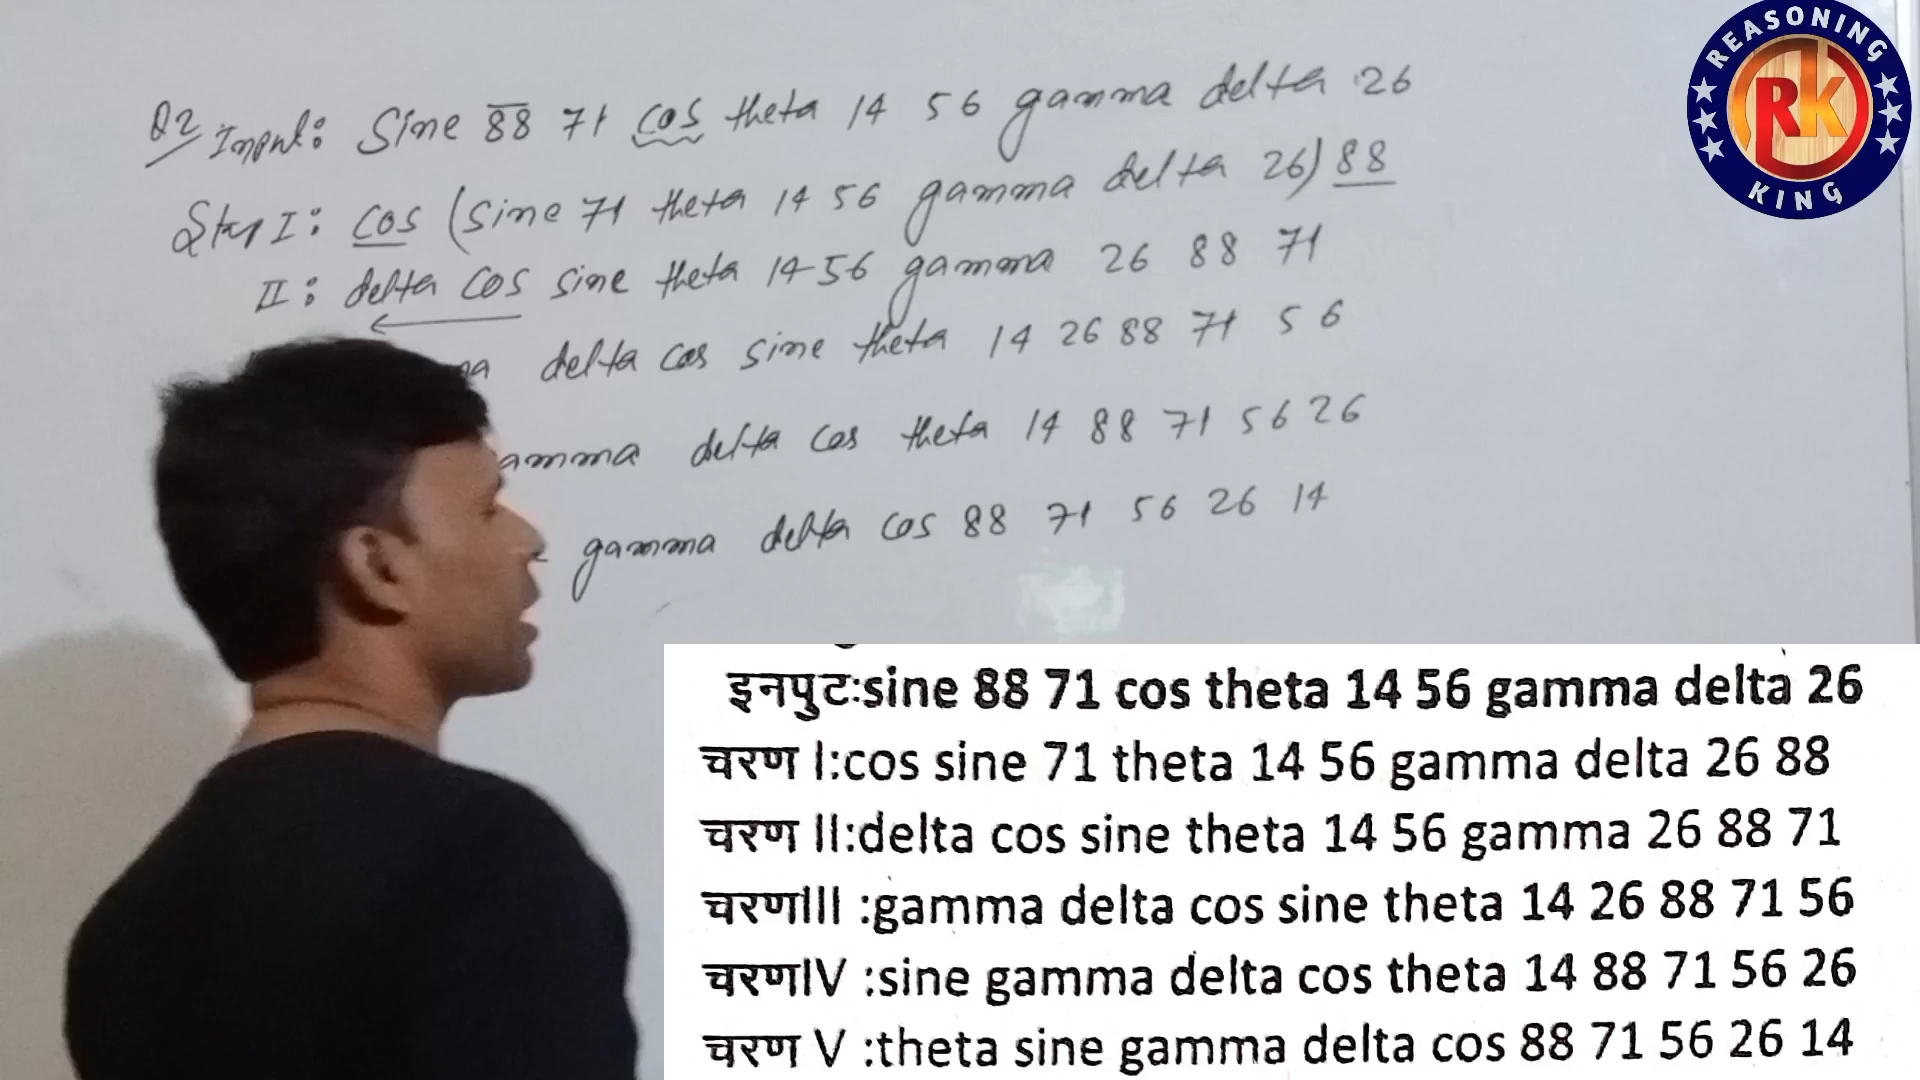 Q2 Input: Sine 88 71 cos theta 14 56 gamma delta 26
Step I: cos (sine 71 theta 14 56 gamma delta 26) 88
II: delta cos sine theta 14 56 gamma 26 88 71
delta cos sine theta 14 26 88 71 56
delta cos theta 14 88 71 56 26
gamma delta cos 88 71 56 26 14
REASONING
RK
KING
इनपुट:sine 88 71 cos theta 14 56 gamma delta 26
चरण I:cos sine 71 theta 14 56 gamma delta 26 88
चरण II:delta cos sine theta 14 56 gamma 26 88 71
चरणIII :gamma delta cos sine theta 14 26 88 71 56
चरणIV :sine gamma delta cos theta 14 88 71 56 26
चरण V :theta sine gamma delta cos 88 71 56 26 14